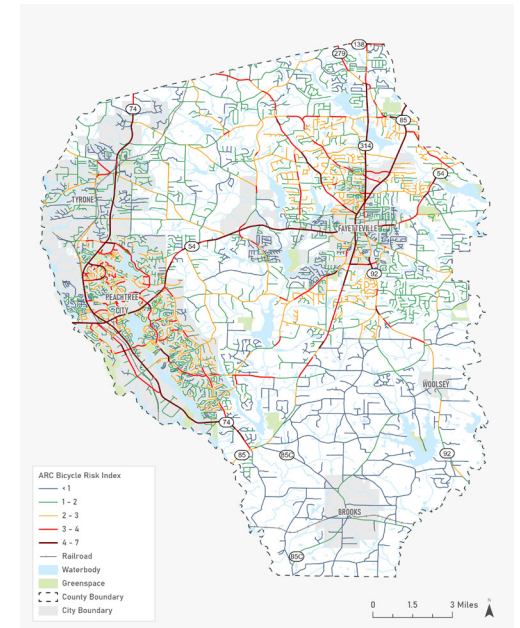 138
279
74
85
314
54
TYRONE
FAYETTEVILLE
54
92
PEACHTREE
CITY
WOOLSEY
74
85
85C
92
BROOKS
85C
ARC Bicycle Risk Index
< 1
1 - 2
2 - 3
3 - 4
4 - 7
Railroad
Waterbody
Greenspace
County Boundary
City Boundary
0 1.5 3 Miles
N